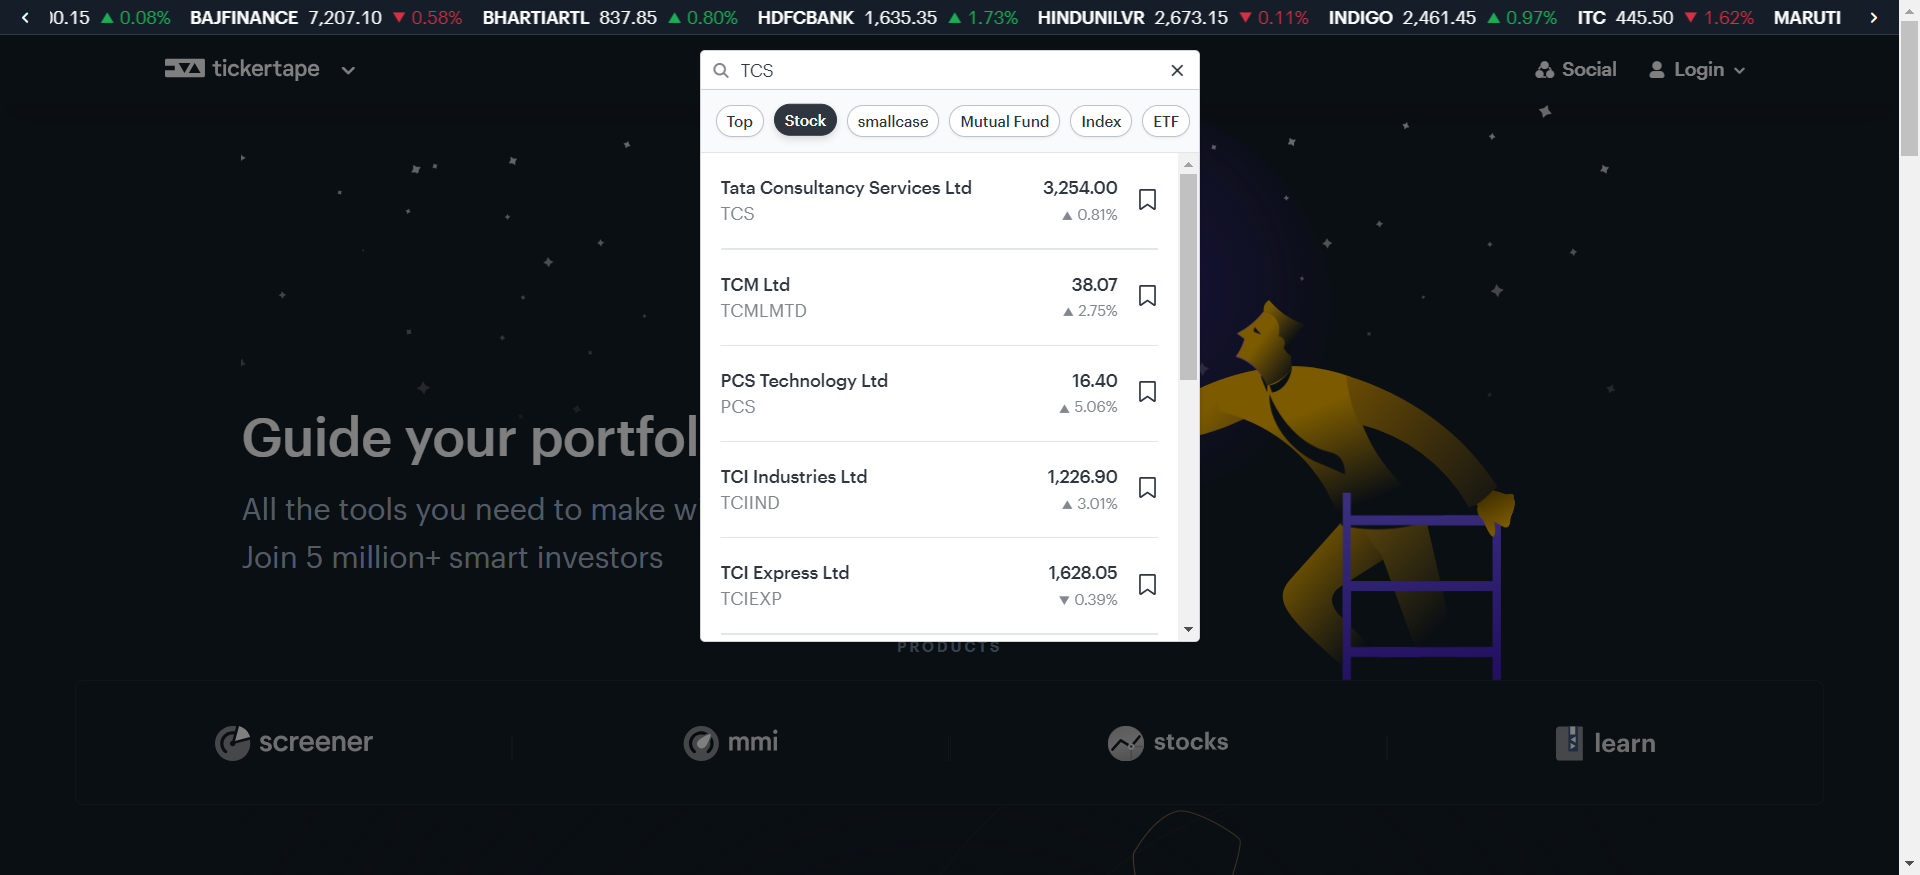 00.15 ▲ 0.08% BAJFINANCE 7,207.10 ▼ 0.58% BHARTIARTL 837.85 ▲ 0.80% HDFCBANK 1,635.35 ▲ 1.73% HINDUNILVR 2,673.15 ▼ 0.11% INDIGO 2,461.45 ▲ 0.97% ITC 445.50 ▼ 1.62% MARUTI
tickertape
TCS
Social
Login
Top
Stock
smallcase
Mutual Fund
Index
ETF
Tata Consultancy Services Ltd 3,254.00
TCS ▲ 0.81%
TCM Ltd 38.07
TCMLMTD ▲ 2.75%
PCS Technology Ltd 16.40
PCS ▲ 5.06%
TCI Industries Ltd 1,226.90
TCIIND ▲ 3.01%
TCI Express Ltd 1,628.05
TCIEXP ▼ 0.39%
Guide your portfol
All the tools you need to make w
Join 5 million+ smart investors
PRODUCTS
screener
mmi
stocks
learn